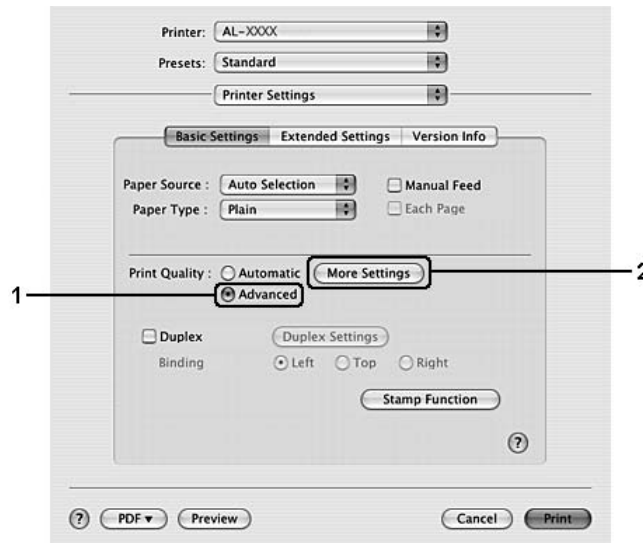 Printer: AL-XXXX
Presets: Standard
Printer Settings
Basic Settings Extended Settings Version Info
Paper Source : Auto Selection Manual Feed
Paper Type : Plain Each Page
Print Quality : Automatic More Settings 2
1 Advanced
Duplex Duplex Settings
Binding Left Top Right
Stamp Function
?
? PDF▼ Preview Cancel Print